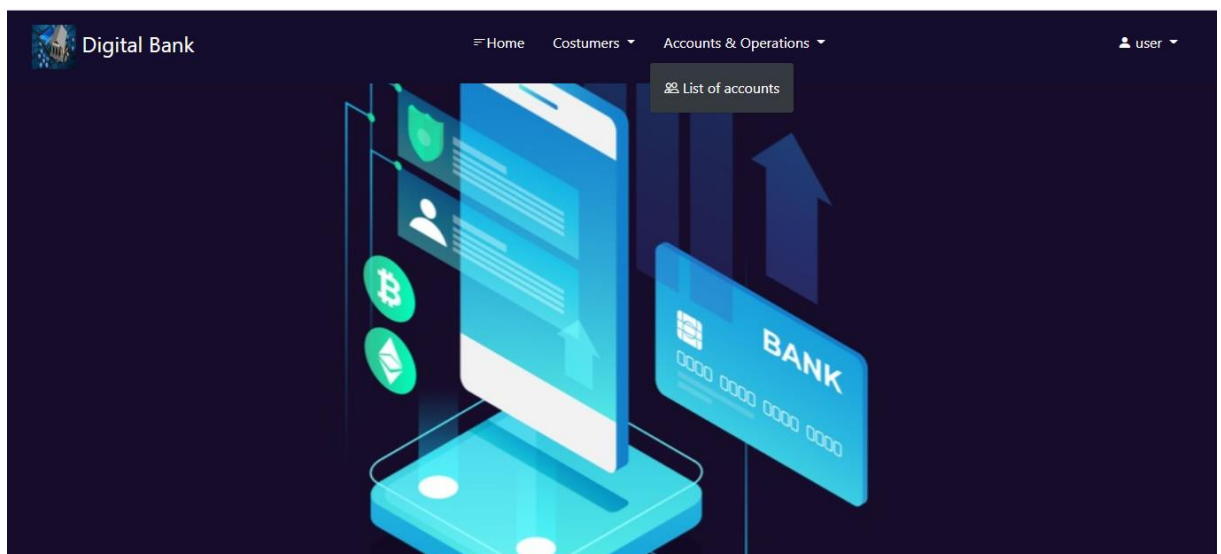 Digital Bank
Home
Costumers
Accounts & Operations
user
List of accounts
BANK
0000 0000 0000 0000